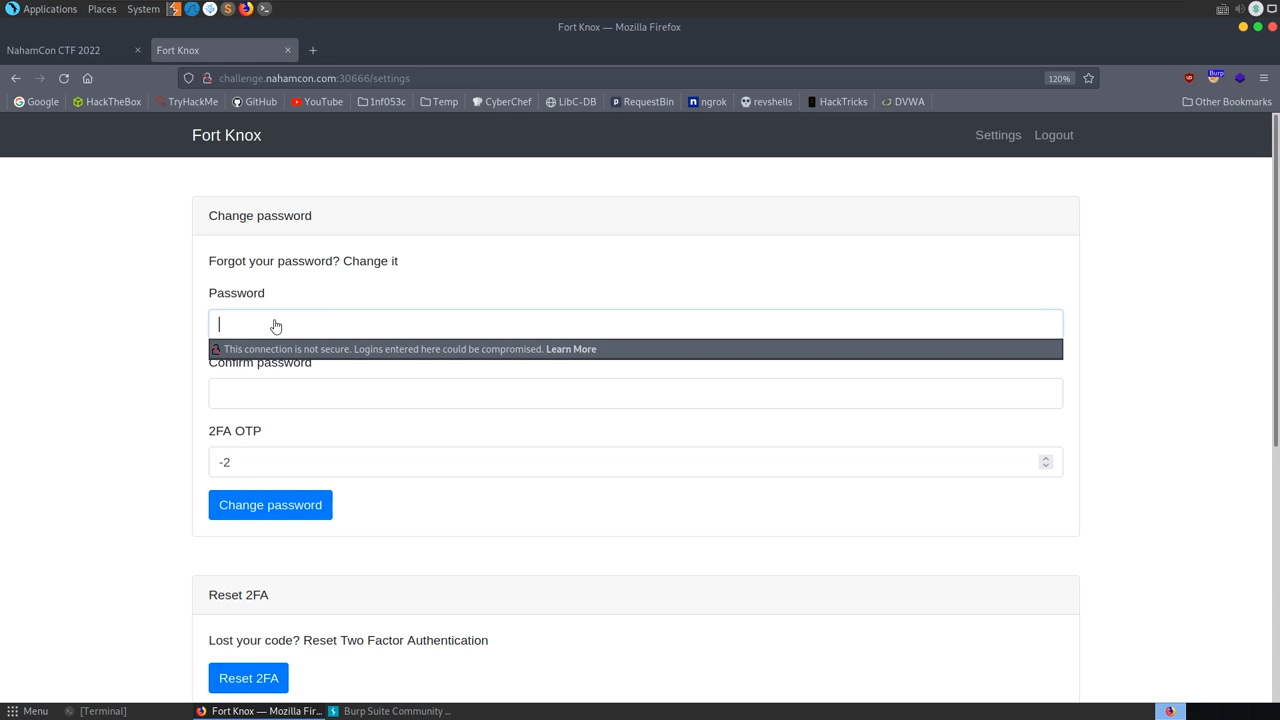 Applications Places System
Fort Knox — Mozilla Firefox
NahamCon CTF 2022 × Fort Knox × +
challenge.nahamcon.com:30666/settings 120% Burp
Google HackTheBox TryHackMe GitHub YouTube 1nf053c Temp CyberChef LibC-DB RequestBin ngrok revshells HackTricks DVWA Other Bookmarks
Fort Knox Settings Logout
Change password
Forgot your password? Change it
Password
This connection is not secure. Logins entered here could be compromised. Learn More
Confirm password
2FA OTP
-2
Change password
Reset 2FA
Lost your code? Reset Two Factor Authentication
Reset 2FA
Menu [Terminal] Fort Knox — Mozilla Fir... Burp Suite Community ...